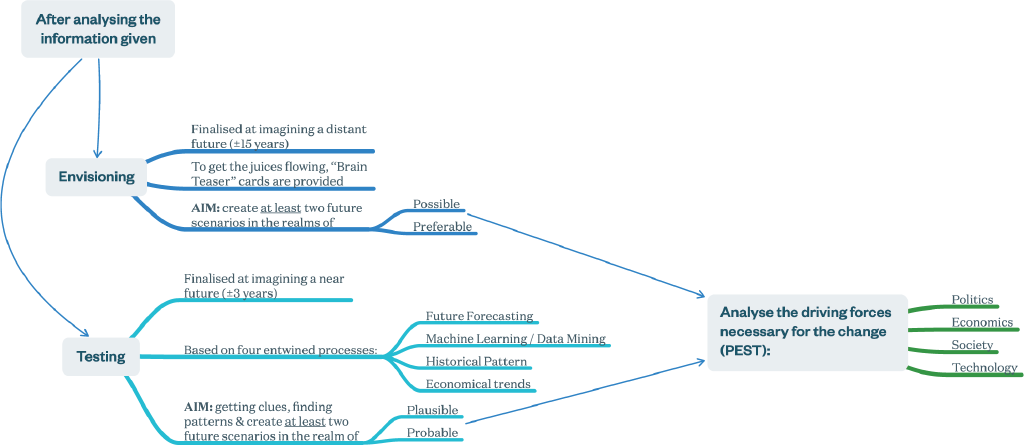 After analysing the
information given
Finalised at imagining a distant
future (±15 years)
Envisioning
To get the juices flowing, “Brain
Teaser” cards are provided
AIM: create at least two future
scenarios in the realms of
Possible
Preferable
Finalised at imagining a near
future (±3 years)
Testing
Based on four entwined processes:
Future Forecasting
Machine Learning / Data Mining
Historical Pattern
Economical trends
AIM: getting clues, finding
patterns & create at least two
future scenarios in the realm of
Plausible
Probable
Analyse the driving forces
necessary for the change
(PEST):
Politics
Economics
Society
Technology